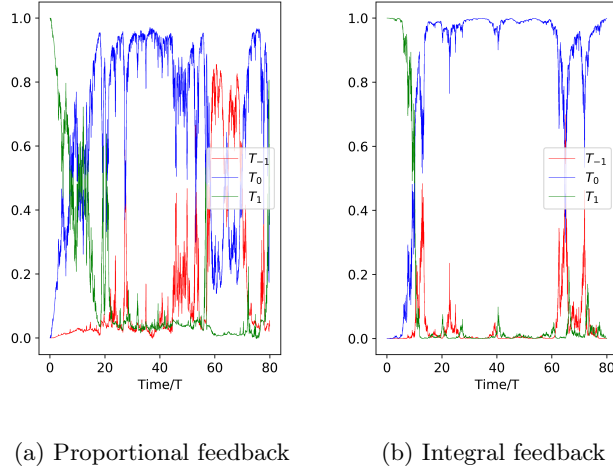 1.0
0.8
0.6
0.4
0.2
0.0
T₋₁
T₀
T₁
0 20 40 60 80
Time/T
1.0
0.8
0.6
0.4
0.2
0.0
T₋₁
T₀
T₁
0 20 40 60 80
Time/T
(a) Proportional feedback
(b) Integral feedback